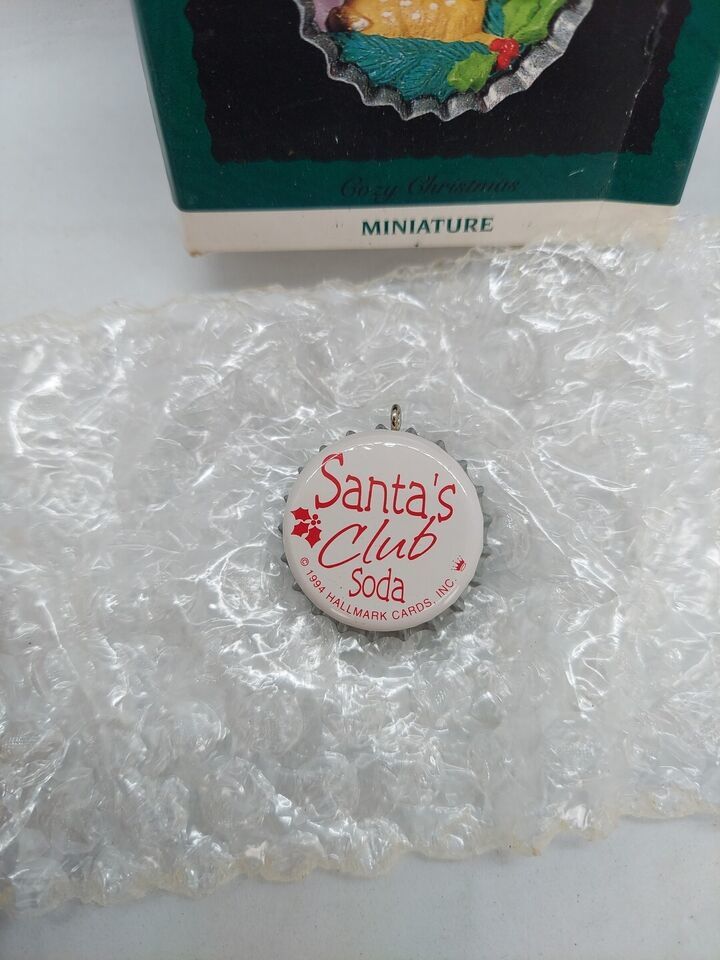 Cozy Christmas
MINIATURE
Santa's
Club
Soda
© 1994 HALLMARK CARDS, INC.